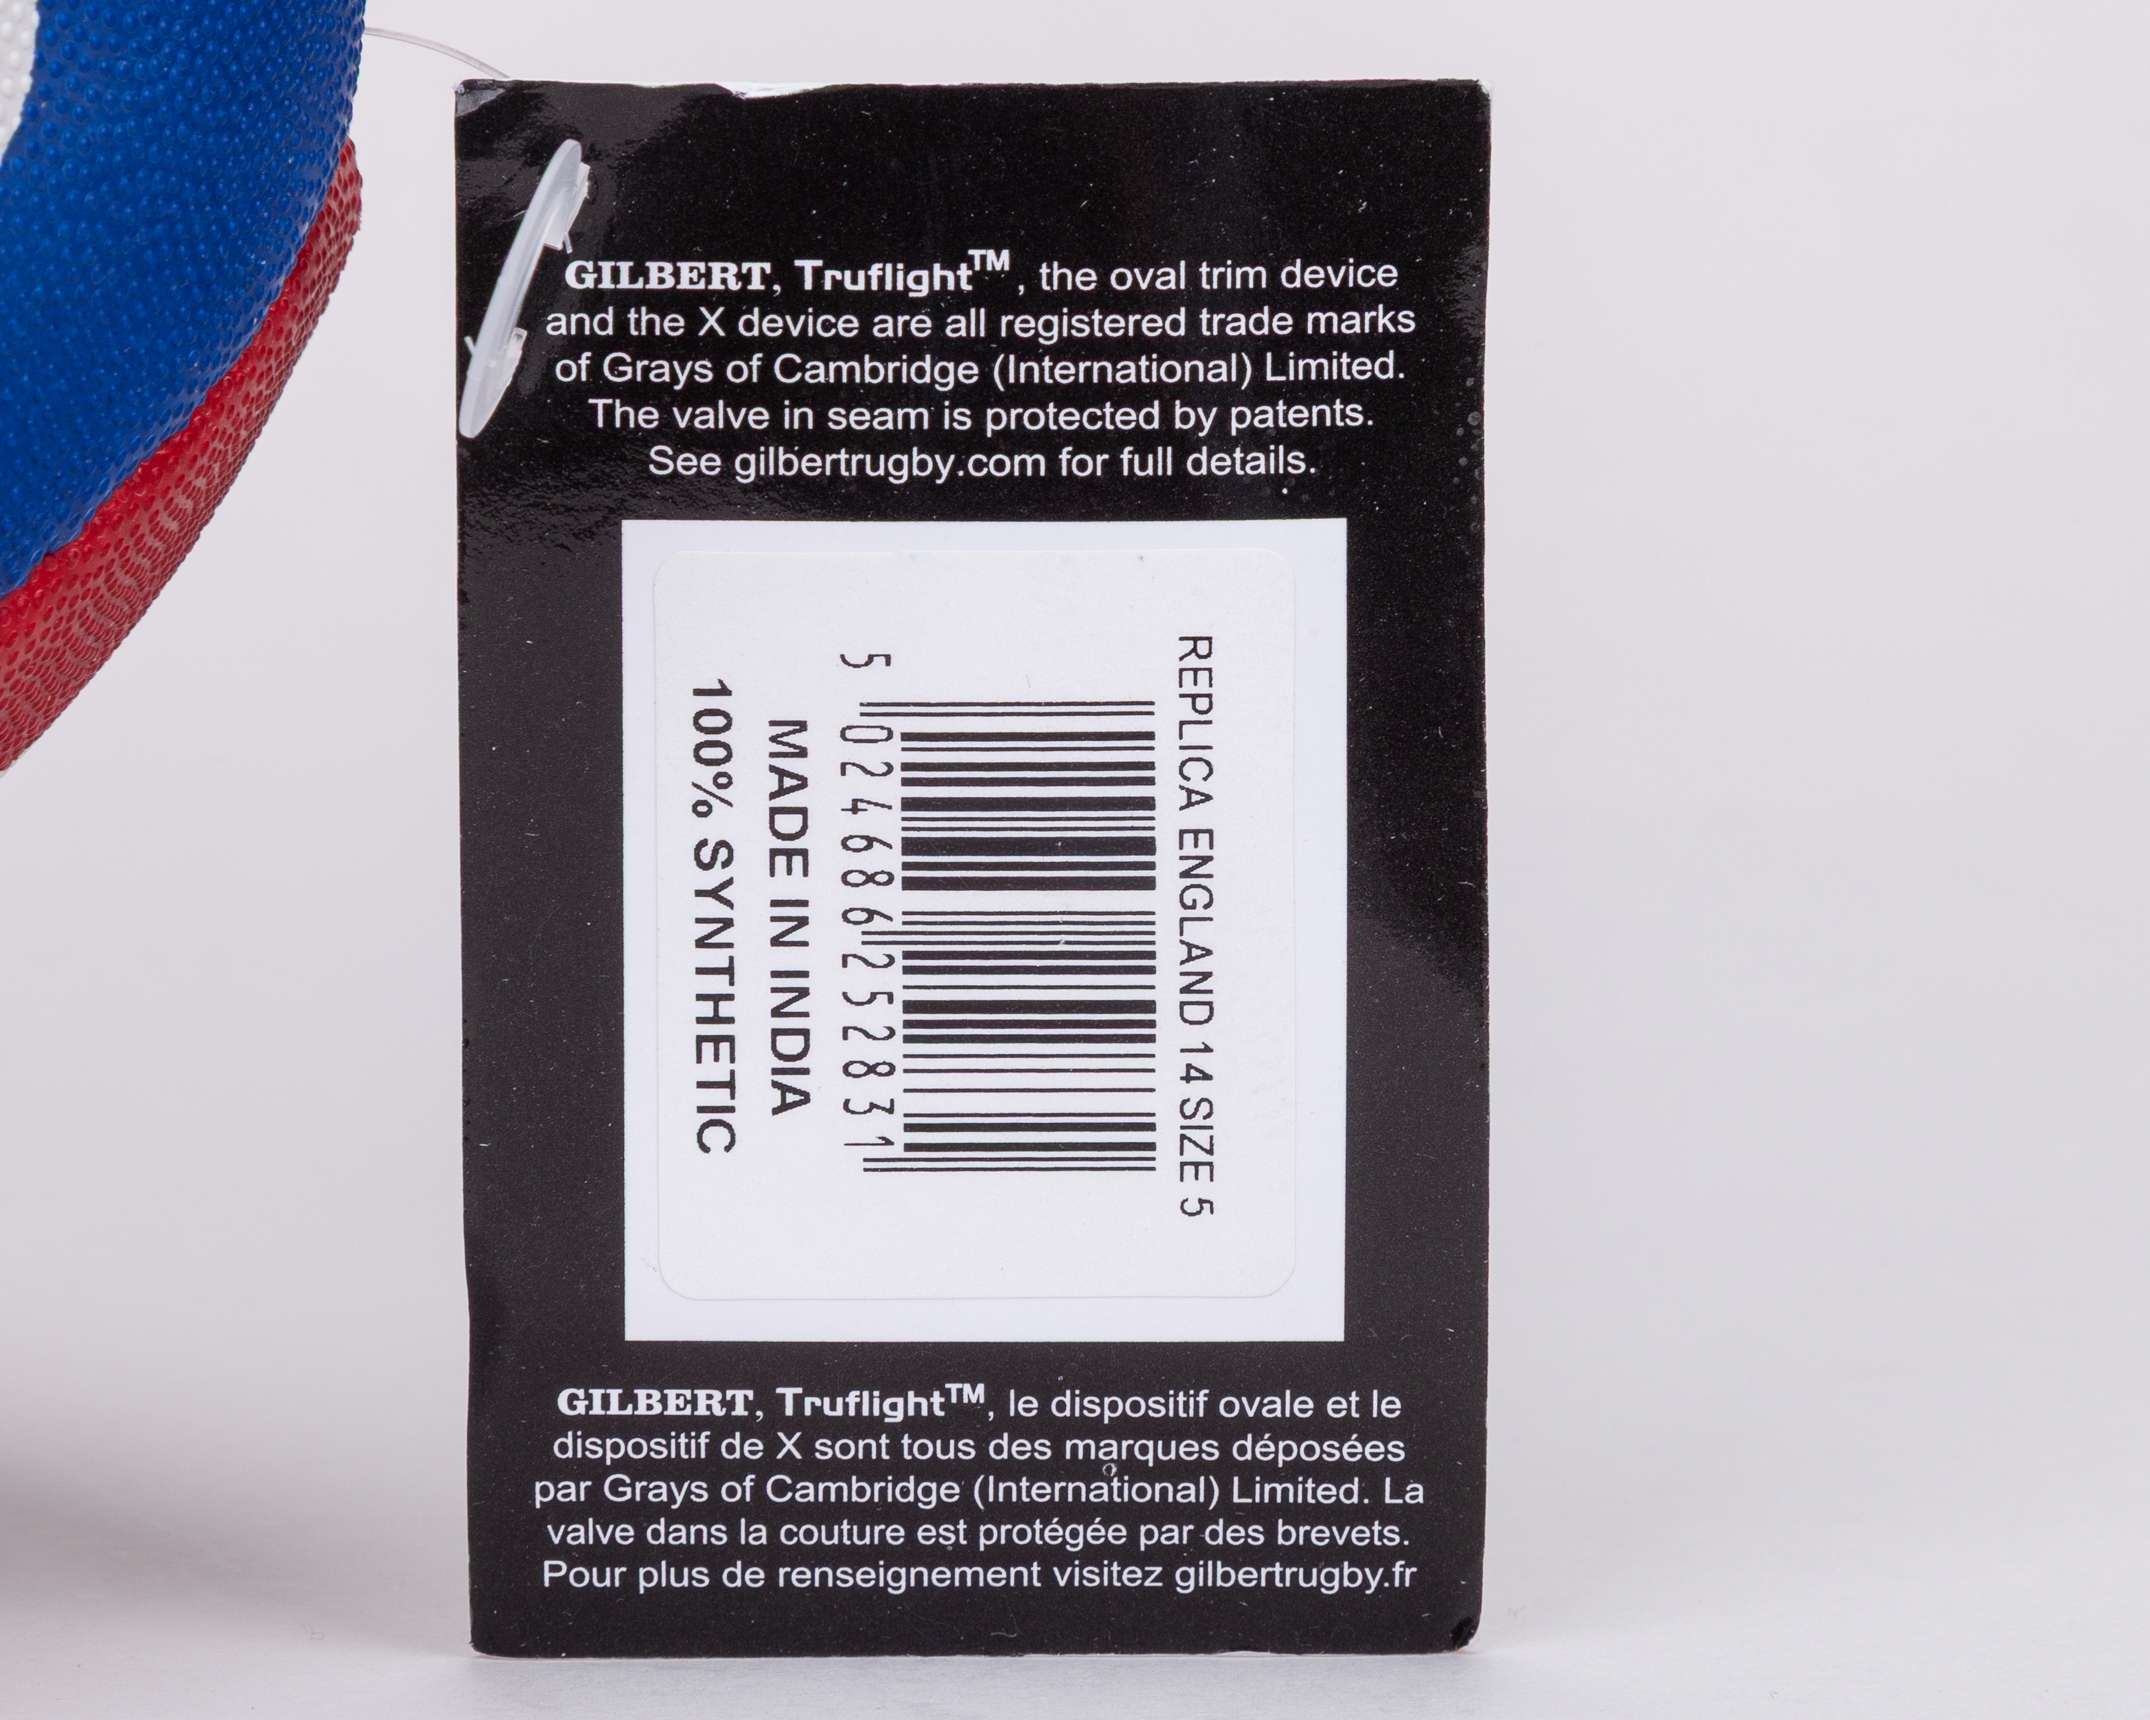 GILBERT, Truflight™, the oval trim device
and the X device are all registered trade marks
of Grays of Cambridge (International) Limited.
The valve in seam is protected by patents.
See gilbertrugby.com for full details.
REPLICA ENGLAND 14 SIZE 5
5 024686 252831
MADE IN INDIA
100% SYNTHETIC
GILBERT, Truflight™, le dispositif ovale et le
dispositif de X sont tous des marques déposées
par Grays of Cambridge (International) Limited. La
valve dans la couture est protégée par des brevets.
Pour plus de renseignement visitez gilbertrugby.fr